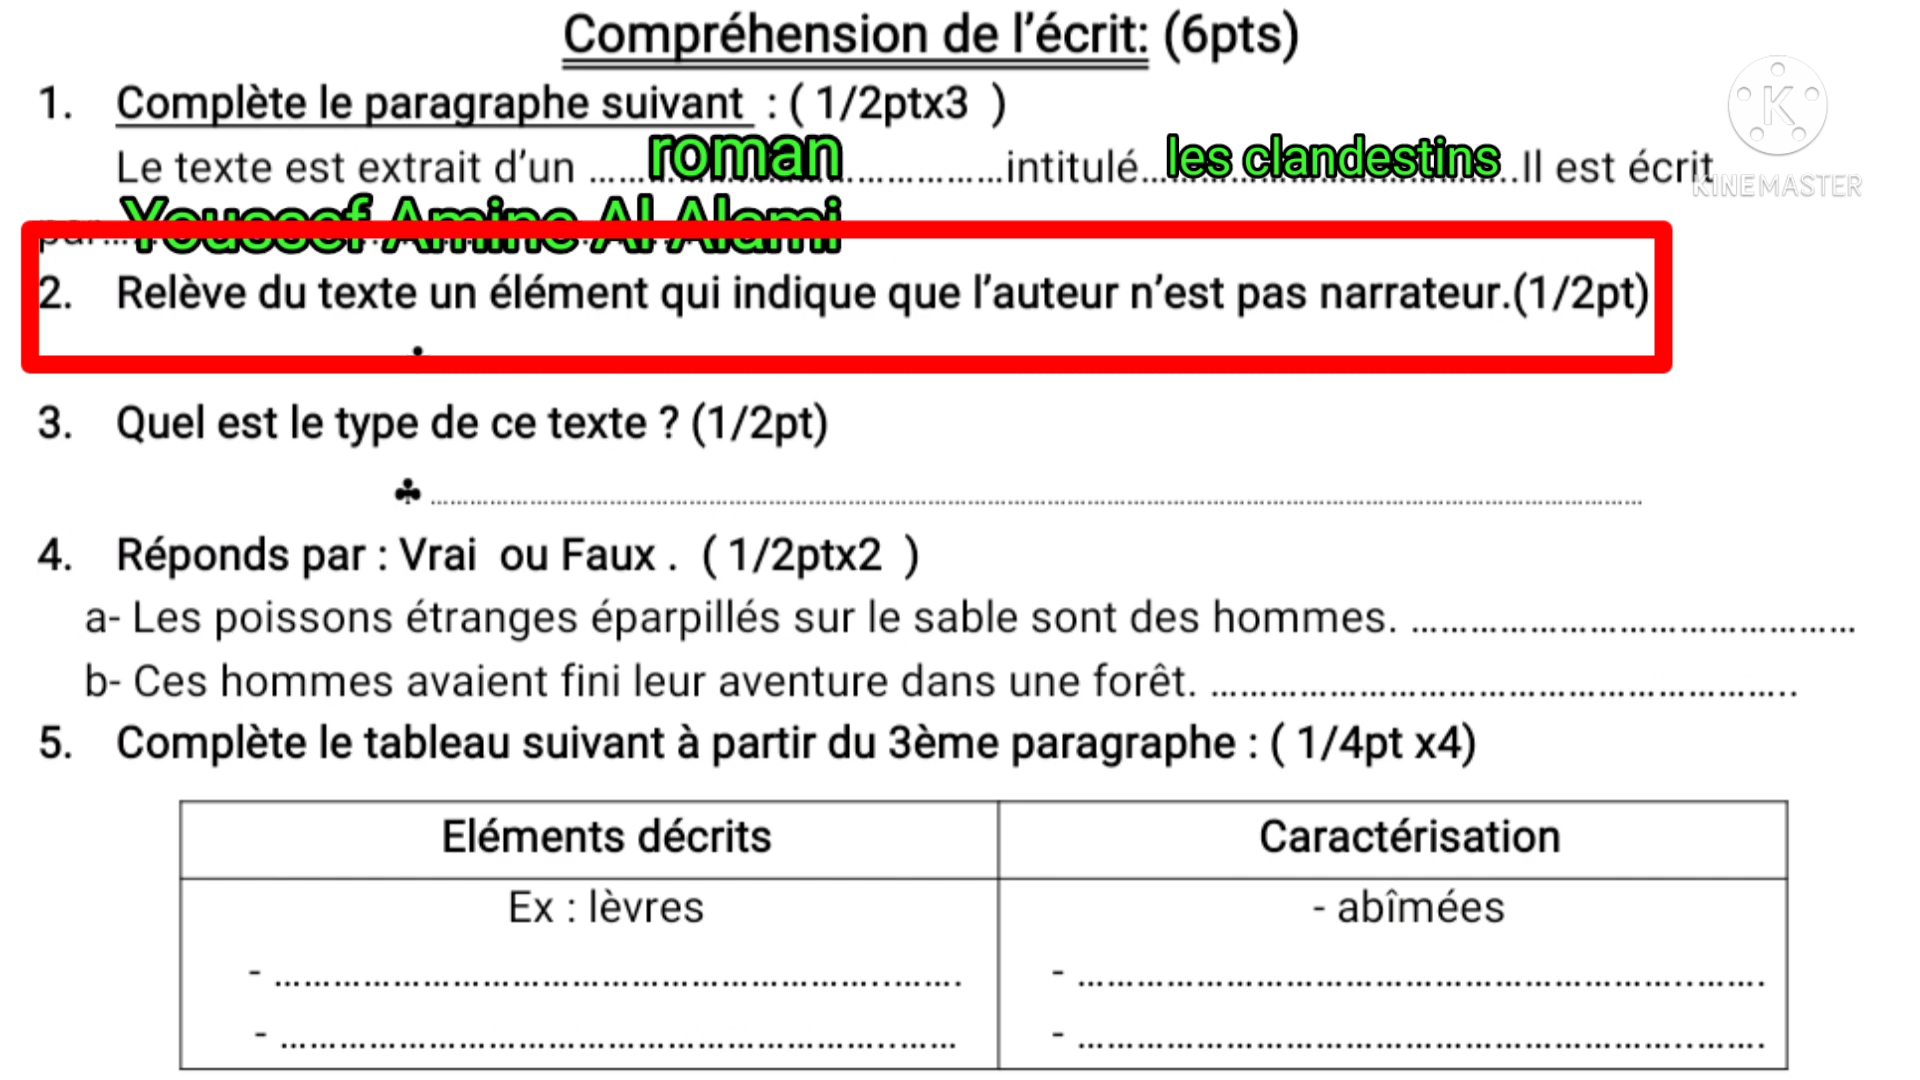 Compréhension de l'écrit: (6pts)
1. Complète le paragraphe suivant : ( 1/2ptx3 )
Le texte est extrait d'un ......roman..................intitulé...les clandestins..Il est écrit
par...Youssef Amine Al Alami
2. Relève du texte un élément qui indique que l'auteur n'est pas narrateur.(1/2pt)
3. Quel est le type de ce texte ? (1/2pt)
♣ ........................................................................
4. Réponds par : Vrai ou Faux . ( 1/2ptx2 )
a- Les poissons étranges éparpillés sur le sable sont des hommes. ..........................................
b- Ces hommes avaient fini leur aventure dans une forêt. ........................................................
5. Complète le tableau suivant à partir du 3ème paragraphe : ( 1/4pt x4)
Eléments décrits Caractérisation
Ex : lèvres - abîmées
- .................................................................. - ..................................................................
- .................................................................. - ..................................................................
K
KINEMASTER